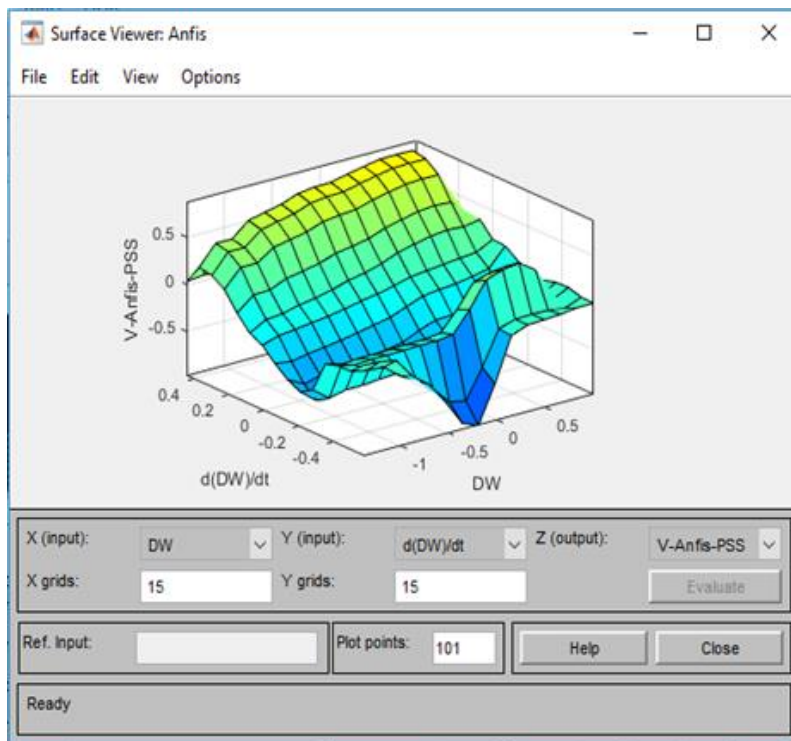 Surface Viewer: Anfis
File Edit View Options
V-Anfis-PSS
0.5
0
-0.5
0.4
0.2
0
-0.2
-0.4
d(DW)/dt
-1
-0.5
0
0.5
DW
X (input): DW Y (input): d(DW)/dt Z (output): V-Anfis-PSS
X grids: 15 Y grids: 15 Evaluate
Ref. Input: Plot points: 101 Help Close
Ready